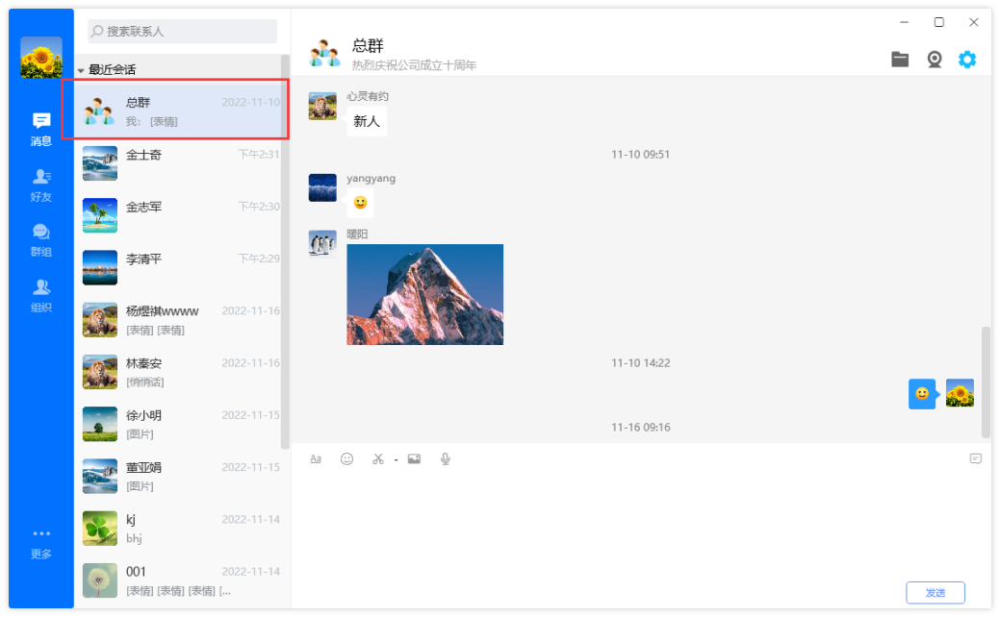 消息
好友
群组
组织
更多
搜索联系人
最近会话
总群 2022-11-10
我: [表情]
金士奇 下午2:31
金志军 下午2:30
李清平 下午2:29
杨煜祺wwww 2022-11-16
[表情] [表情]
林秦安 2022-11-16
[悄悄话]
徐小明 2022-11-15
[图片]
董亚娟 2022-11-15
[图片]
kj 2022-11-14
bhj
001 2022-11-14
[表情] [表情] [表情] [...
总群
热烈庆祝公司成立十周年
心灵有约
新人
11-10 09:51
yangyang
暖阳
11-10 14:22
11-16 09:16
Aa
发送